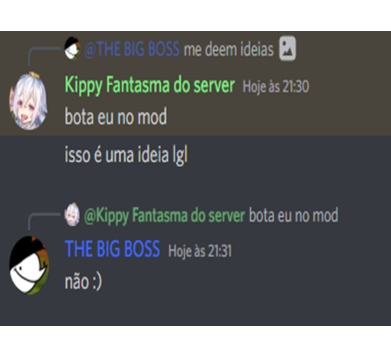 @THE BIG BOSS me deem ideias
Kippy Fantasma do server Hoje às 21:30
bota eu no mod
isso é uma ideia lgl
@Kippy Fantasma do server bota eu no mod
THE BIG BOSS Hoje às 21:31
não :)